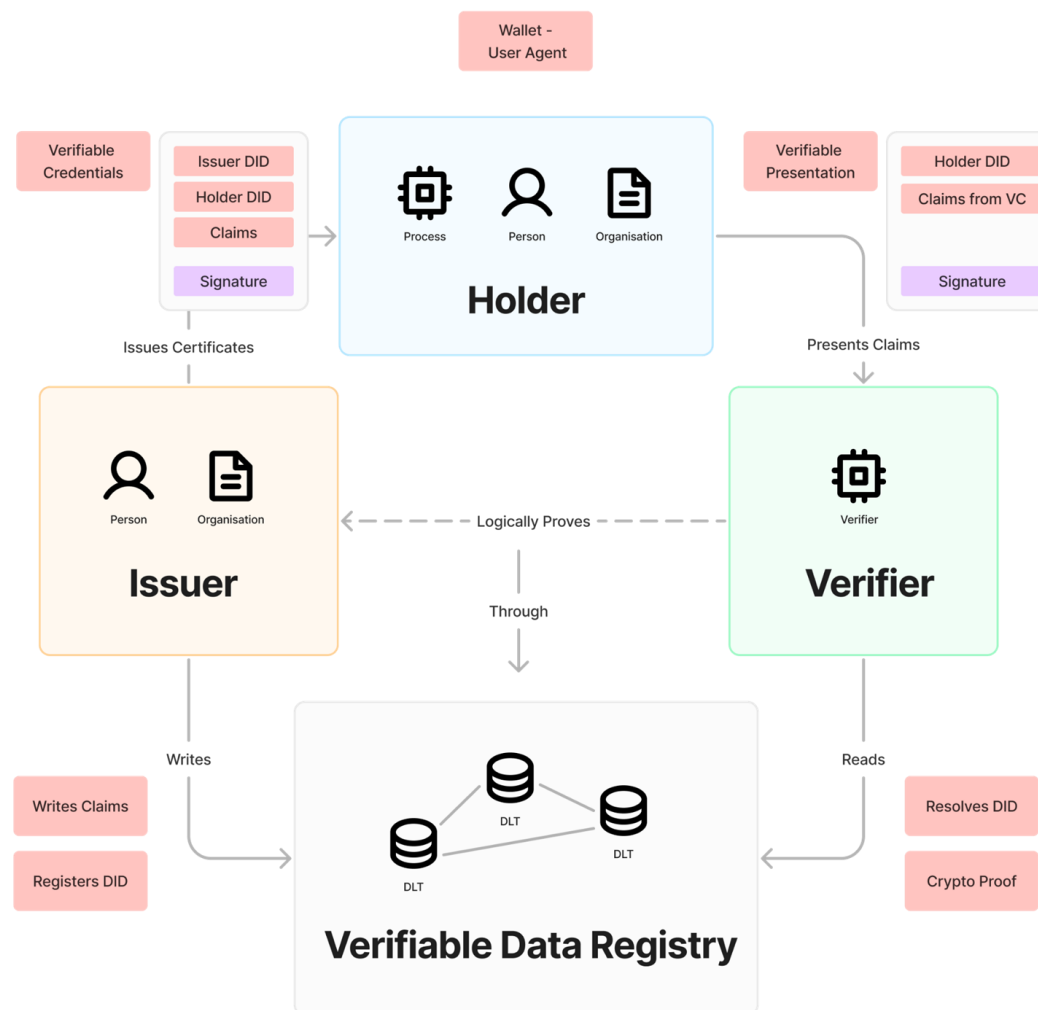 Wallet -
User Agent
Verifiable
Credentials
Issuer DID
Holder DID
Claims
Signature
Process
Person
Organisation
Holder
Verifiable
Presentation
Holder DID
Claims from VC
Signature
Issues Certificates
Presents Claims
Person
Organisation
Issuer
Logically Proves
Through
Verifier
Verifier
Writes
Reads
Writes Claims
Registers DID
Resolves DID
Crypto Proof
DLT
DLT
DLT
Verifiable Data Registry